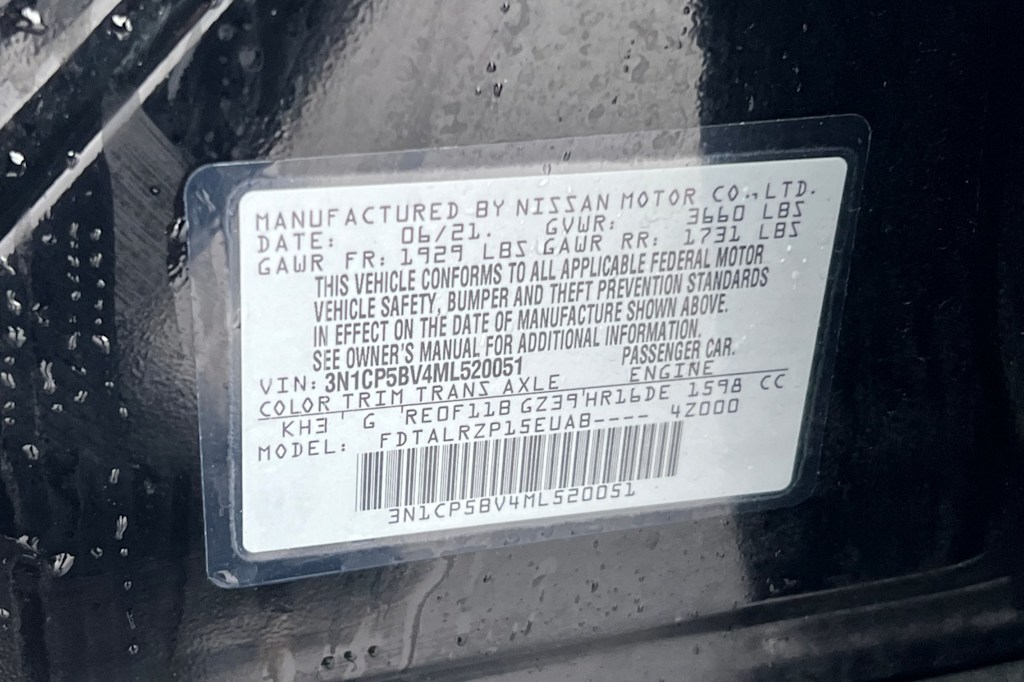 MANUFACTURED BY NISSAN MOTOR CO., LTD.
DATE: 06/21. GVWR: 3660 LBS
GAWR FR: 1929 LBS GAWR RR: 1731 LBS
THIS VEHICLE CONFORMS TO ALL APPLICABLE FEDERAL MOTOR
VEHICLE SAFETY, BUMPER AND THEFT PREVENTION STANDARDS
IN EFFECT ON THE DATE OF MANUFACTURE SHOWN ABOVE.
SEE OWNER'S MANUAL FOR ADDITIONAL INFORMATION.
VIN: 3N1CP5BV4ML520051 PASSENGER CAR.
COLOR TRIM TRANS AXLE ENGINE
KH3 ' G 'RE0F11B GZ39'HR16DE 1598 CC
MODEL: FDTALRZP15EUAB---- 4Z000
3N1CP5BV4ML520051